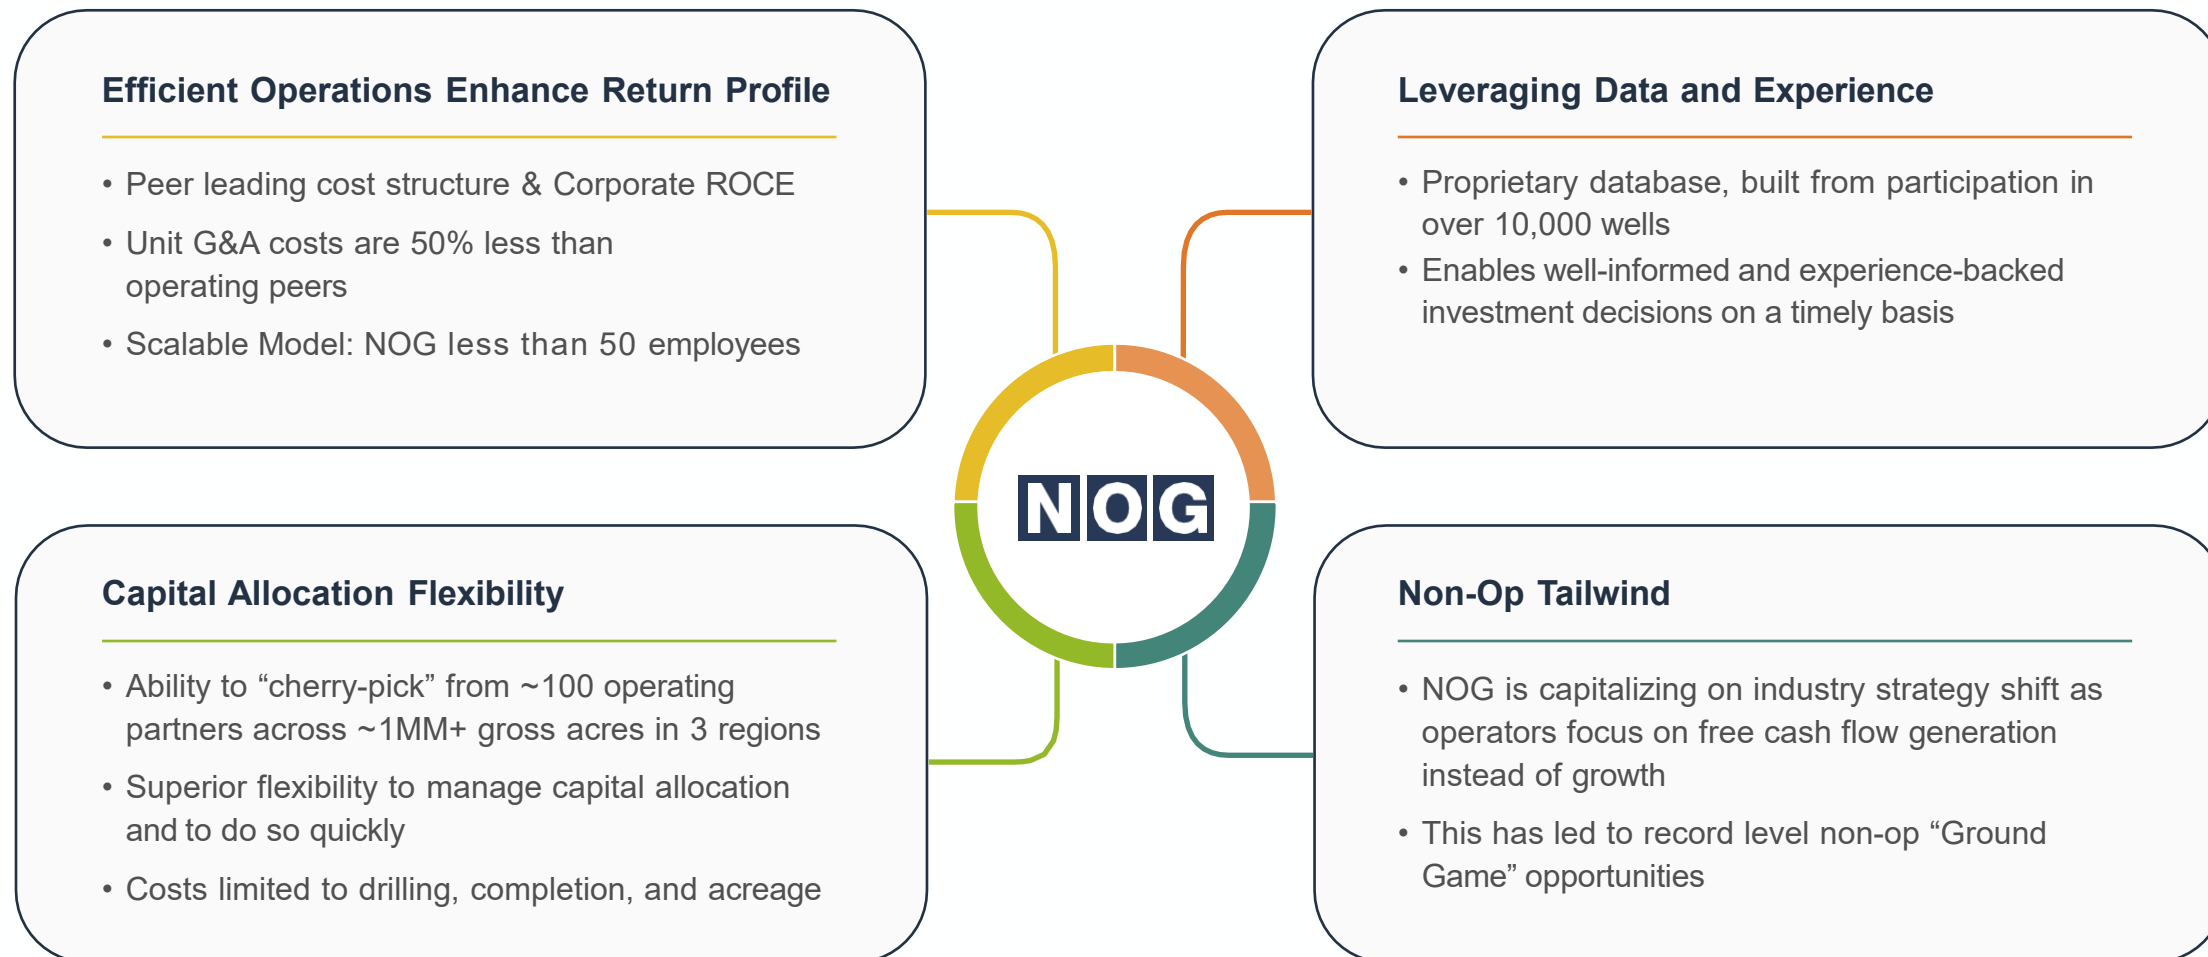 Efficient Operations Enhance Return Profile
• Peer leading cost structure & Corporate ROCE
• Unit G&A costs are 50% less than
operating peers
• Scalable Model: NOG less than 50 employees
Leveraging Data and Experience
• Proprietary database, built from participation in
over 10,000 wells
• Enables well-informed and experience-backed
investment decisions on a timely basis
NOG
Capital Allocation Flexibility
• Ability to “cherry-pick” from ~100 operating
partners across ~1MM+ gross acres in 3 regions
• Superior flexibility to manage capital allocation
and to do so quickly
• Costs limited to drilling, completion, and acreage
Non-Op Tailwind
• NOG is capitalizing on industry strategy shift as
operators focus on free cash flow generation
instead of growth
• This has led to record level non-op “Ground
Game” opportunities